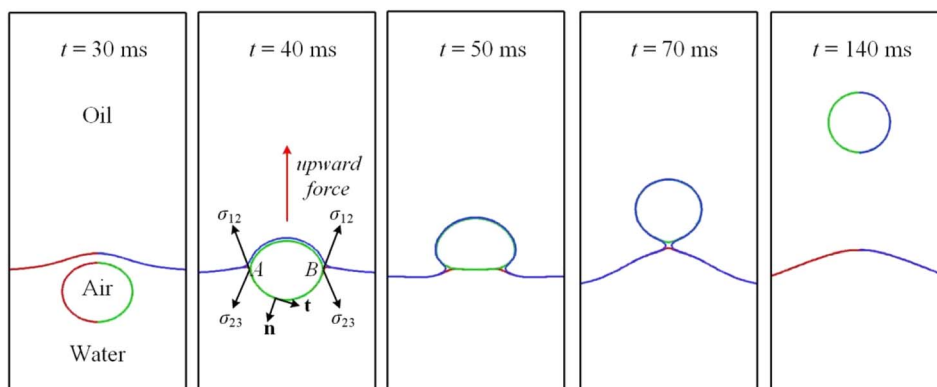 t = 30 ms
Oil
Air
Water
t = 40 ms
upward
force
σ12 σ12
A B
σ23 σ23
n t
t = 50 ms
t = 70 ms
t = 140 ms